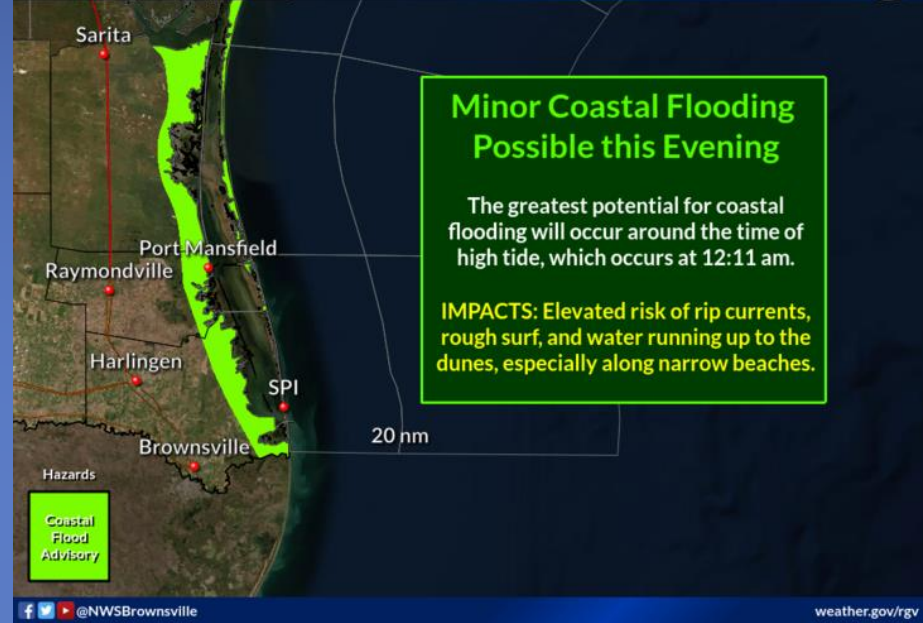 Sarita
Port Mansfield
Raymondville
Harlingen
SPI
Brownsville
20 nm
Minor Coastal Flooding
Possible this Evening
The greatest potential for coastal
flooding will occur around the time of
high tide, which occurs at 12:11 am.
IMPACTS: Elevated risk of rip currents,
rough surf, and water running up to the
dunes, especially along narrow beaches.
Hazards
Coastal
Flood
Advisory
@NWSBrownsville
weather.gov/rgv